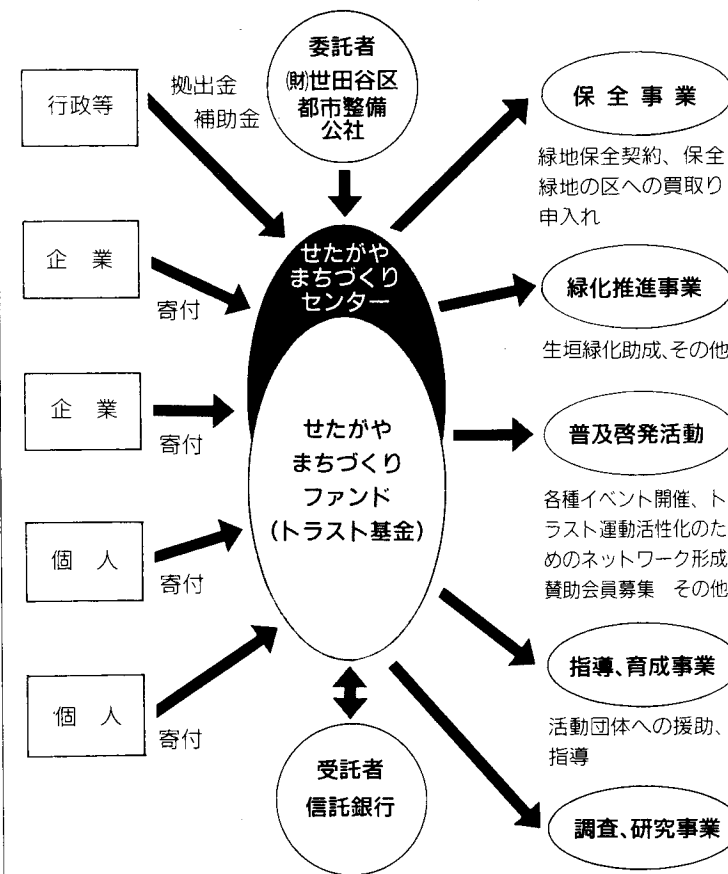 委託者
(財)世田谷区
都市整備
公社
行政等
拠出金
補助金
企 業
寄付
企 業
寄付
個 人
寄付
個 人
寄付
せたがや
まちづくり
センター
せたがや
まちづくり
ファンド
(トラスト基金)
受託者
信託銀行
保 全 事 業
緑地保全契約、保全
緑地の区への買取り
申入れ
緑化推進事業
生垣緑化助成、その他
普及啓発活動
各種イベント開催、ト
ラスト運動活性化のた
めのネットワーク形成
賛助会員募集 その他
指導、育成事業
活動団体への援助、
指導
調査、研究事業